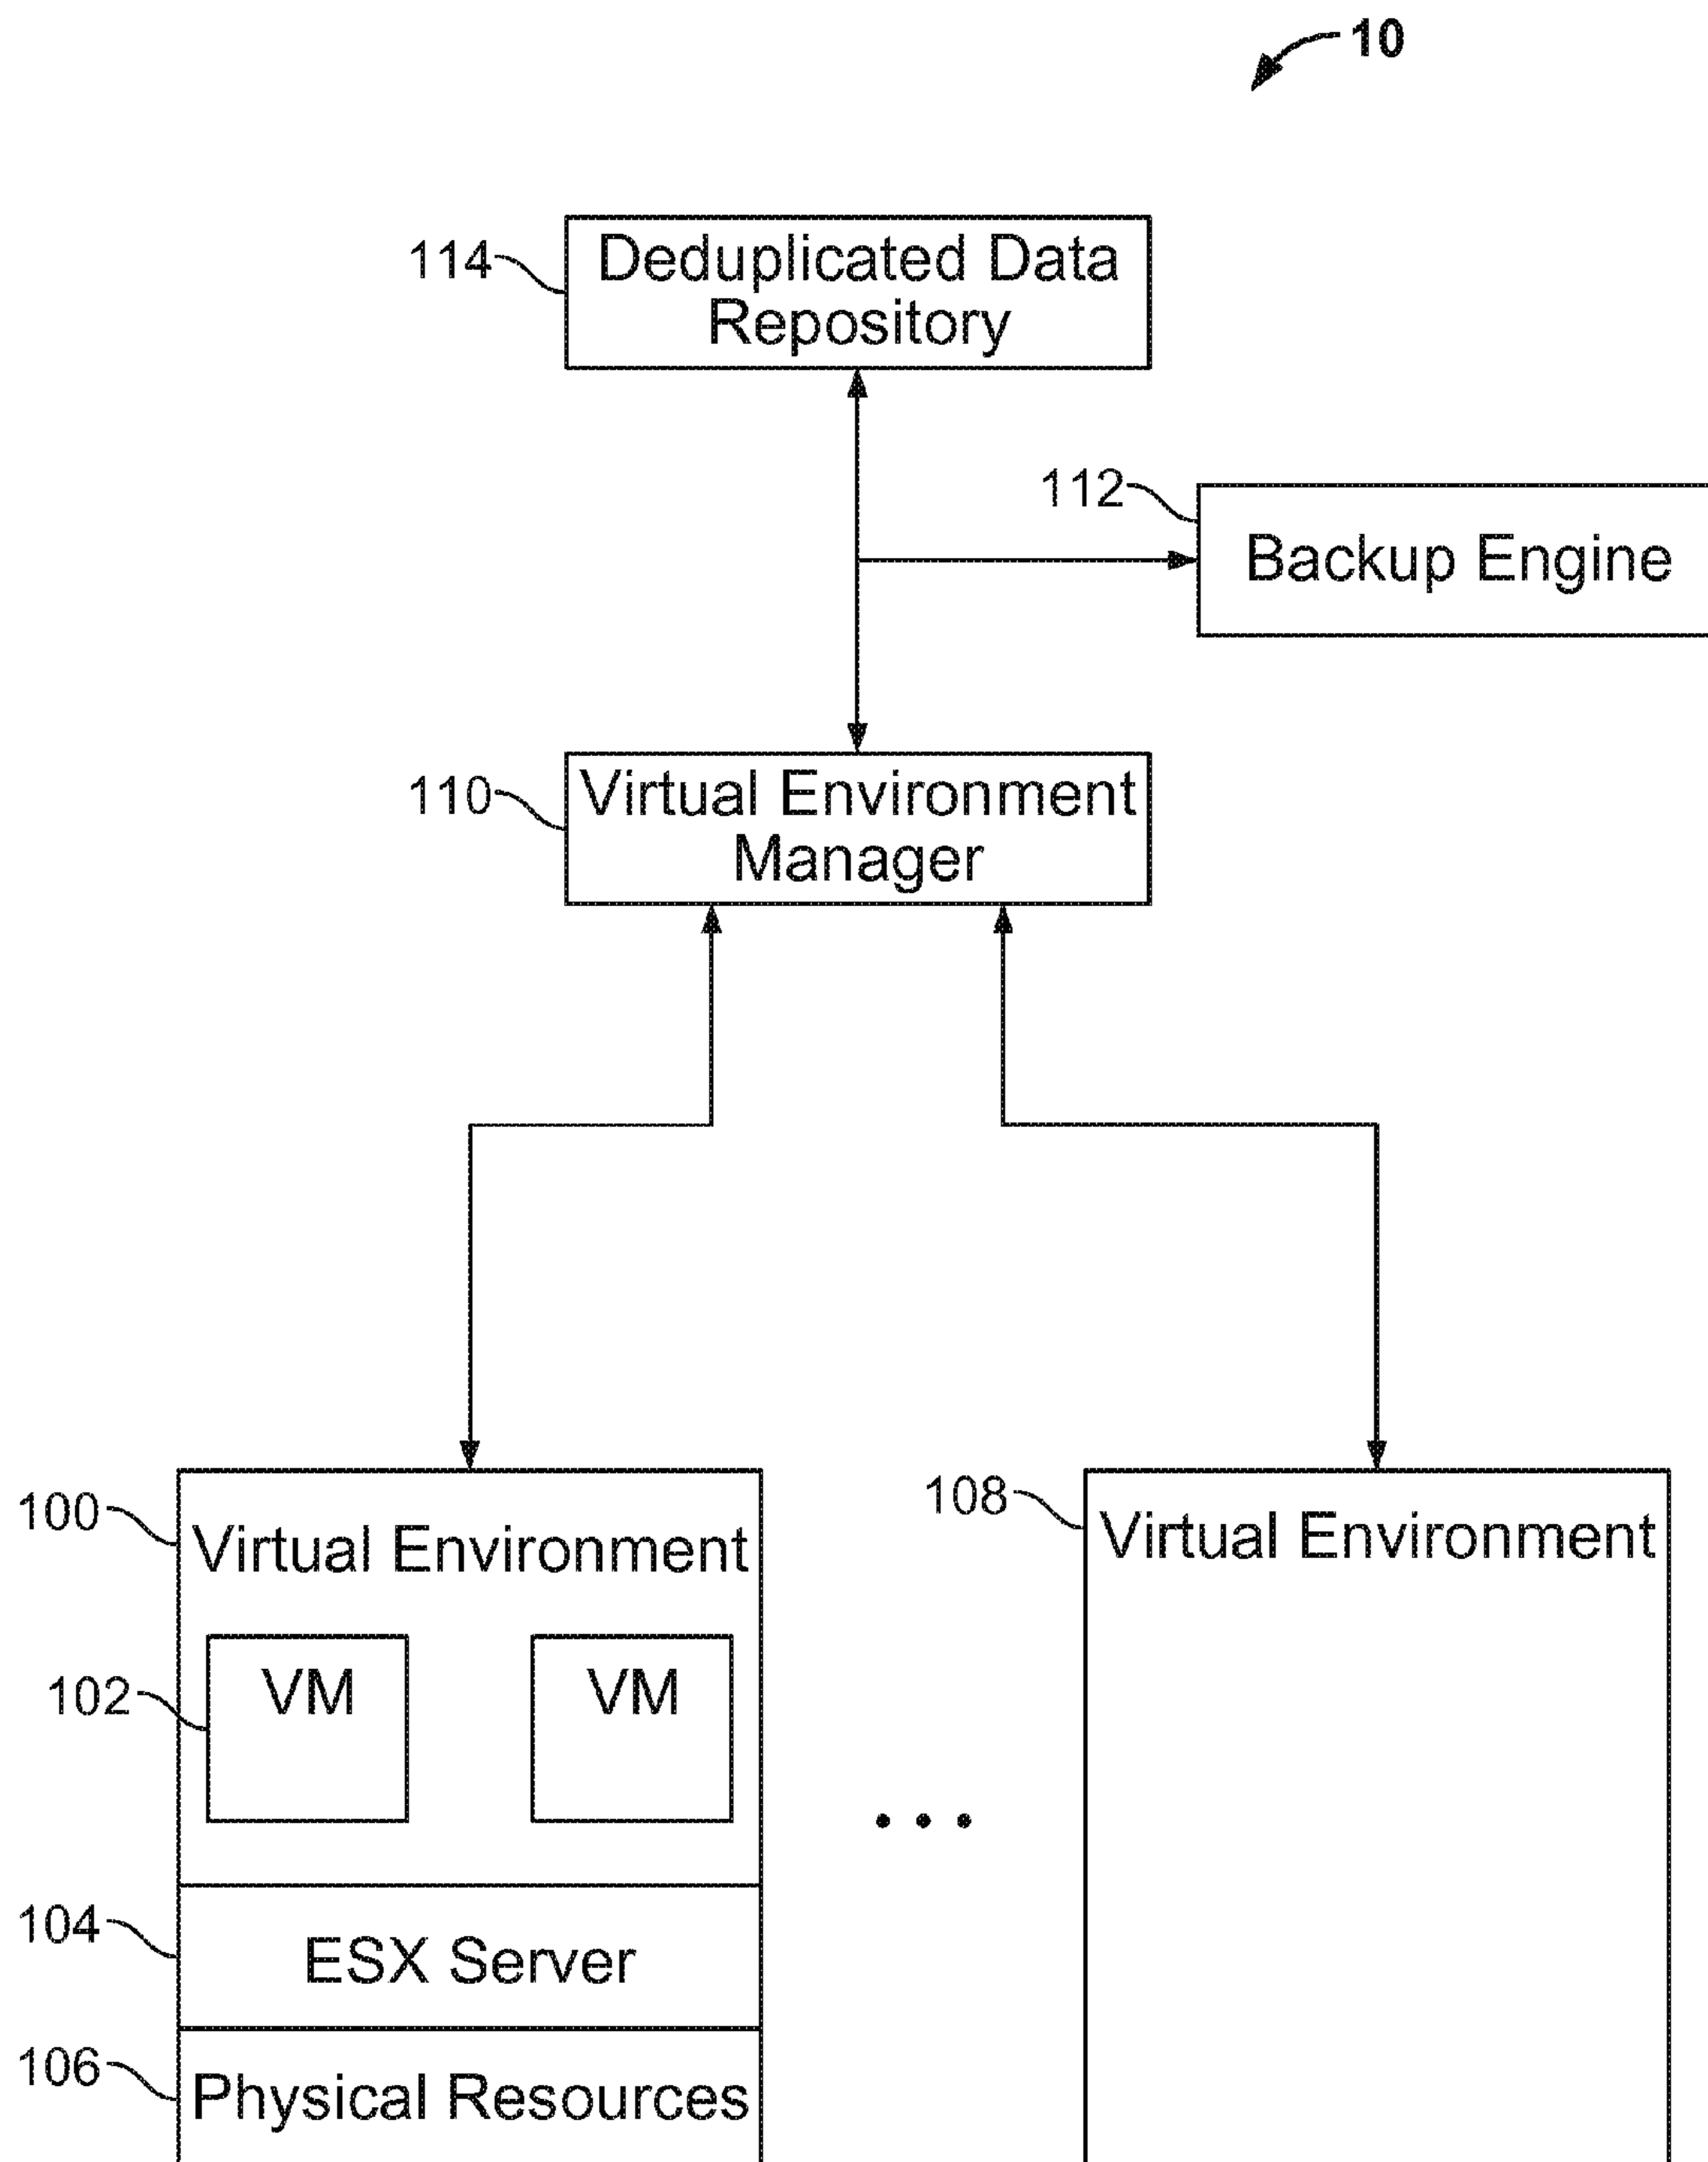 10
114
Deduplicated Data
Repository
112
Backup Engine
110
Virtual Environment
Manager
100
Virtual Environment
102
VM
VM
104
ESX Server
106
Physical Resources
108
Virtual Environment
...